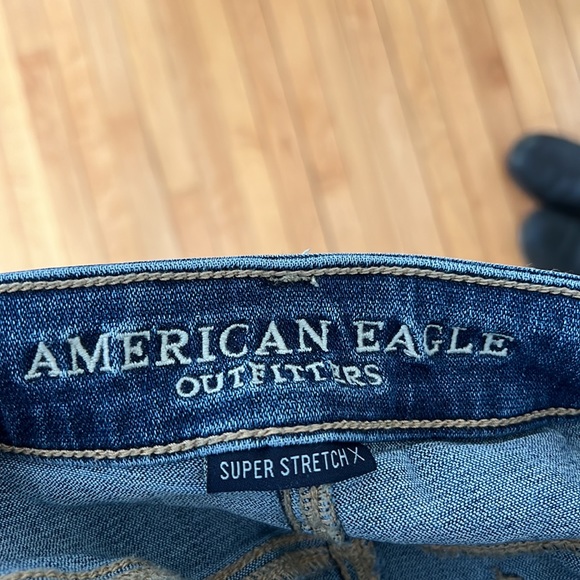 AMERICAN EAGLE
OUTFITTERS
SUPER STRETCH X